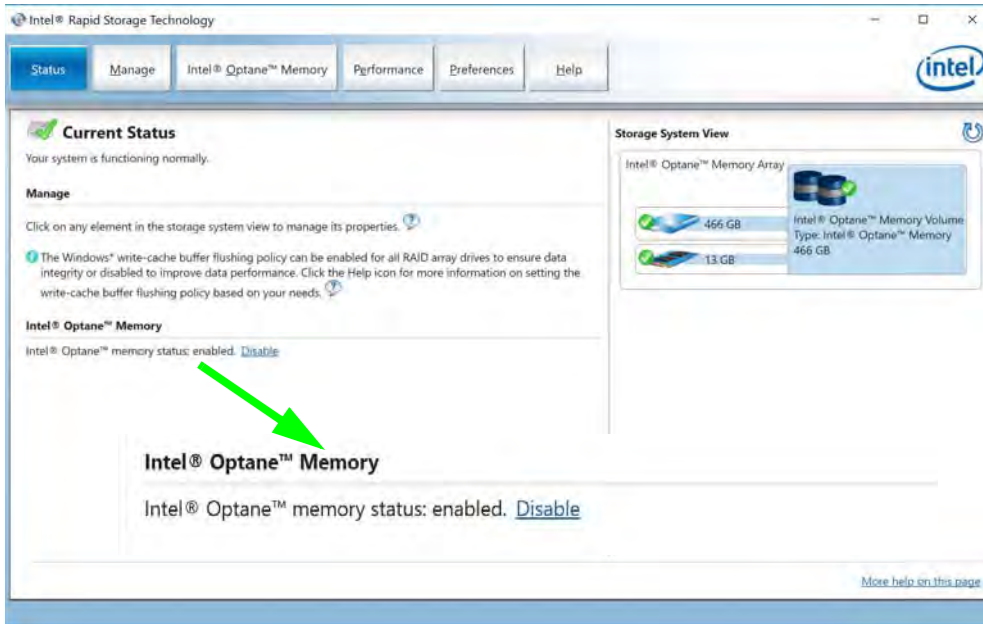 Intel® Rapid Storage Technology
Status
Manage
Intel® Optane™ Memory
Performance
Preferences
Help
intel
Current Status
Your system is functioning normally.
Manage
Click on any element in the storage system view to manage its properties.
The Windows* write-cache buffer flushing policy can be enabled for all RAID array drives to ensure data
integrity or disabled to improve data performance. Click the Help icon for more information on setting the
write-cache buffer flushing policy based on your needs.
Intel® Optane™ Memory
Intel® Optane™ memory status: enabled. Disable
Storage System View
Intel® Optane™ Memory Array
466 GB
13 GB
Intel® Optane™ Memory Volume
Type: Intel® Optane™ Memory
466 GB
Intel® Optane™ Memory
Intel® Optane™ memory status: enabled. Disable
More help on this page